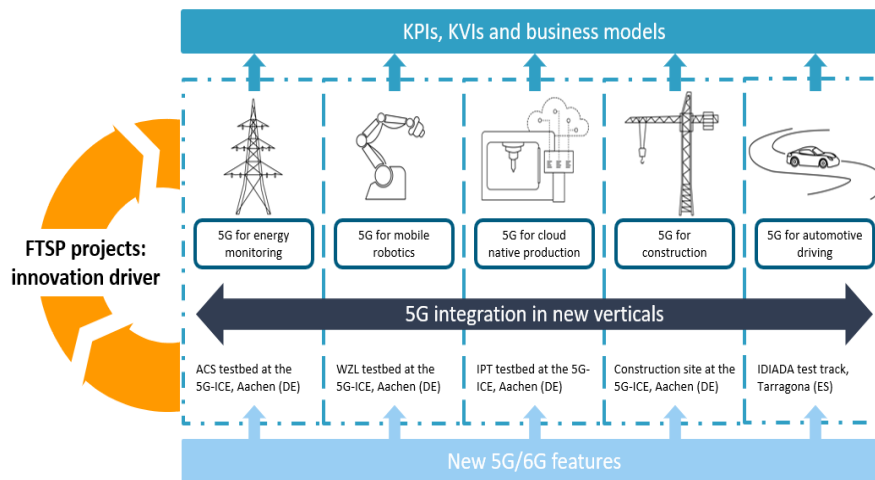 KPIs, KVIs and business models
FTSP projects:
innovation driver
5G for energy
monitoring
5G for mobile
robotics
5G for cloud
native production
5G for
construction
5G for automotive
driving
5G integration in new verticals
ACS testbed at the
5G-ICE, Aachen (DE)
WZL testbed at the
5G-ICE, Aachen (DE)
IPT testbed at the 5G-
ICE, Aachen (DE)
Construction site at the
5G-ICE, Aachen (DE)
IDIADA test track,
Tarragona (ES)
New 5G/6G features